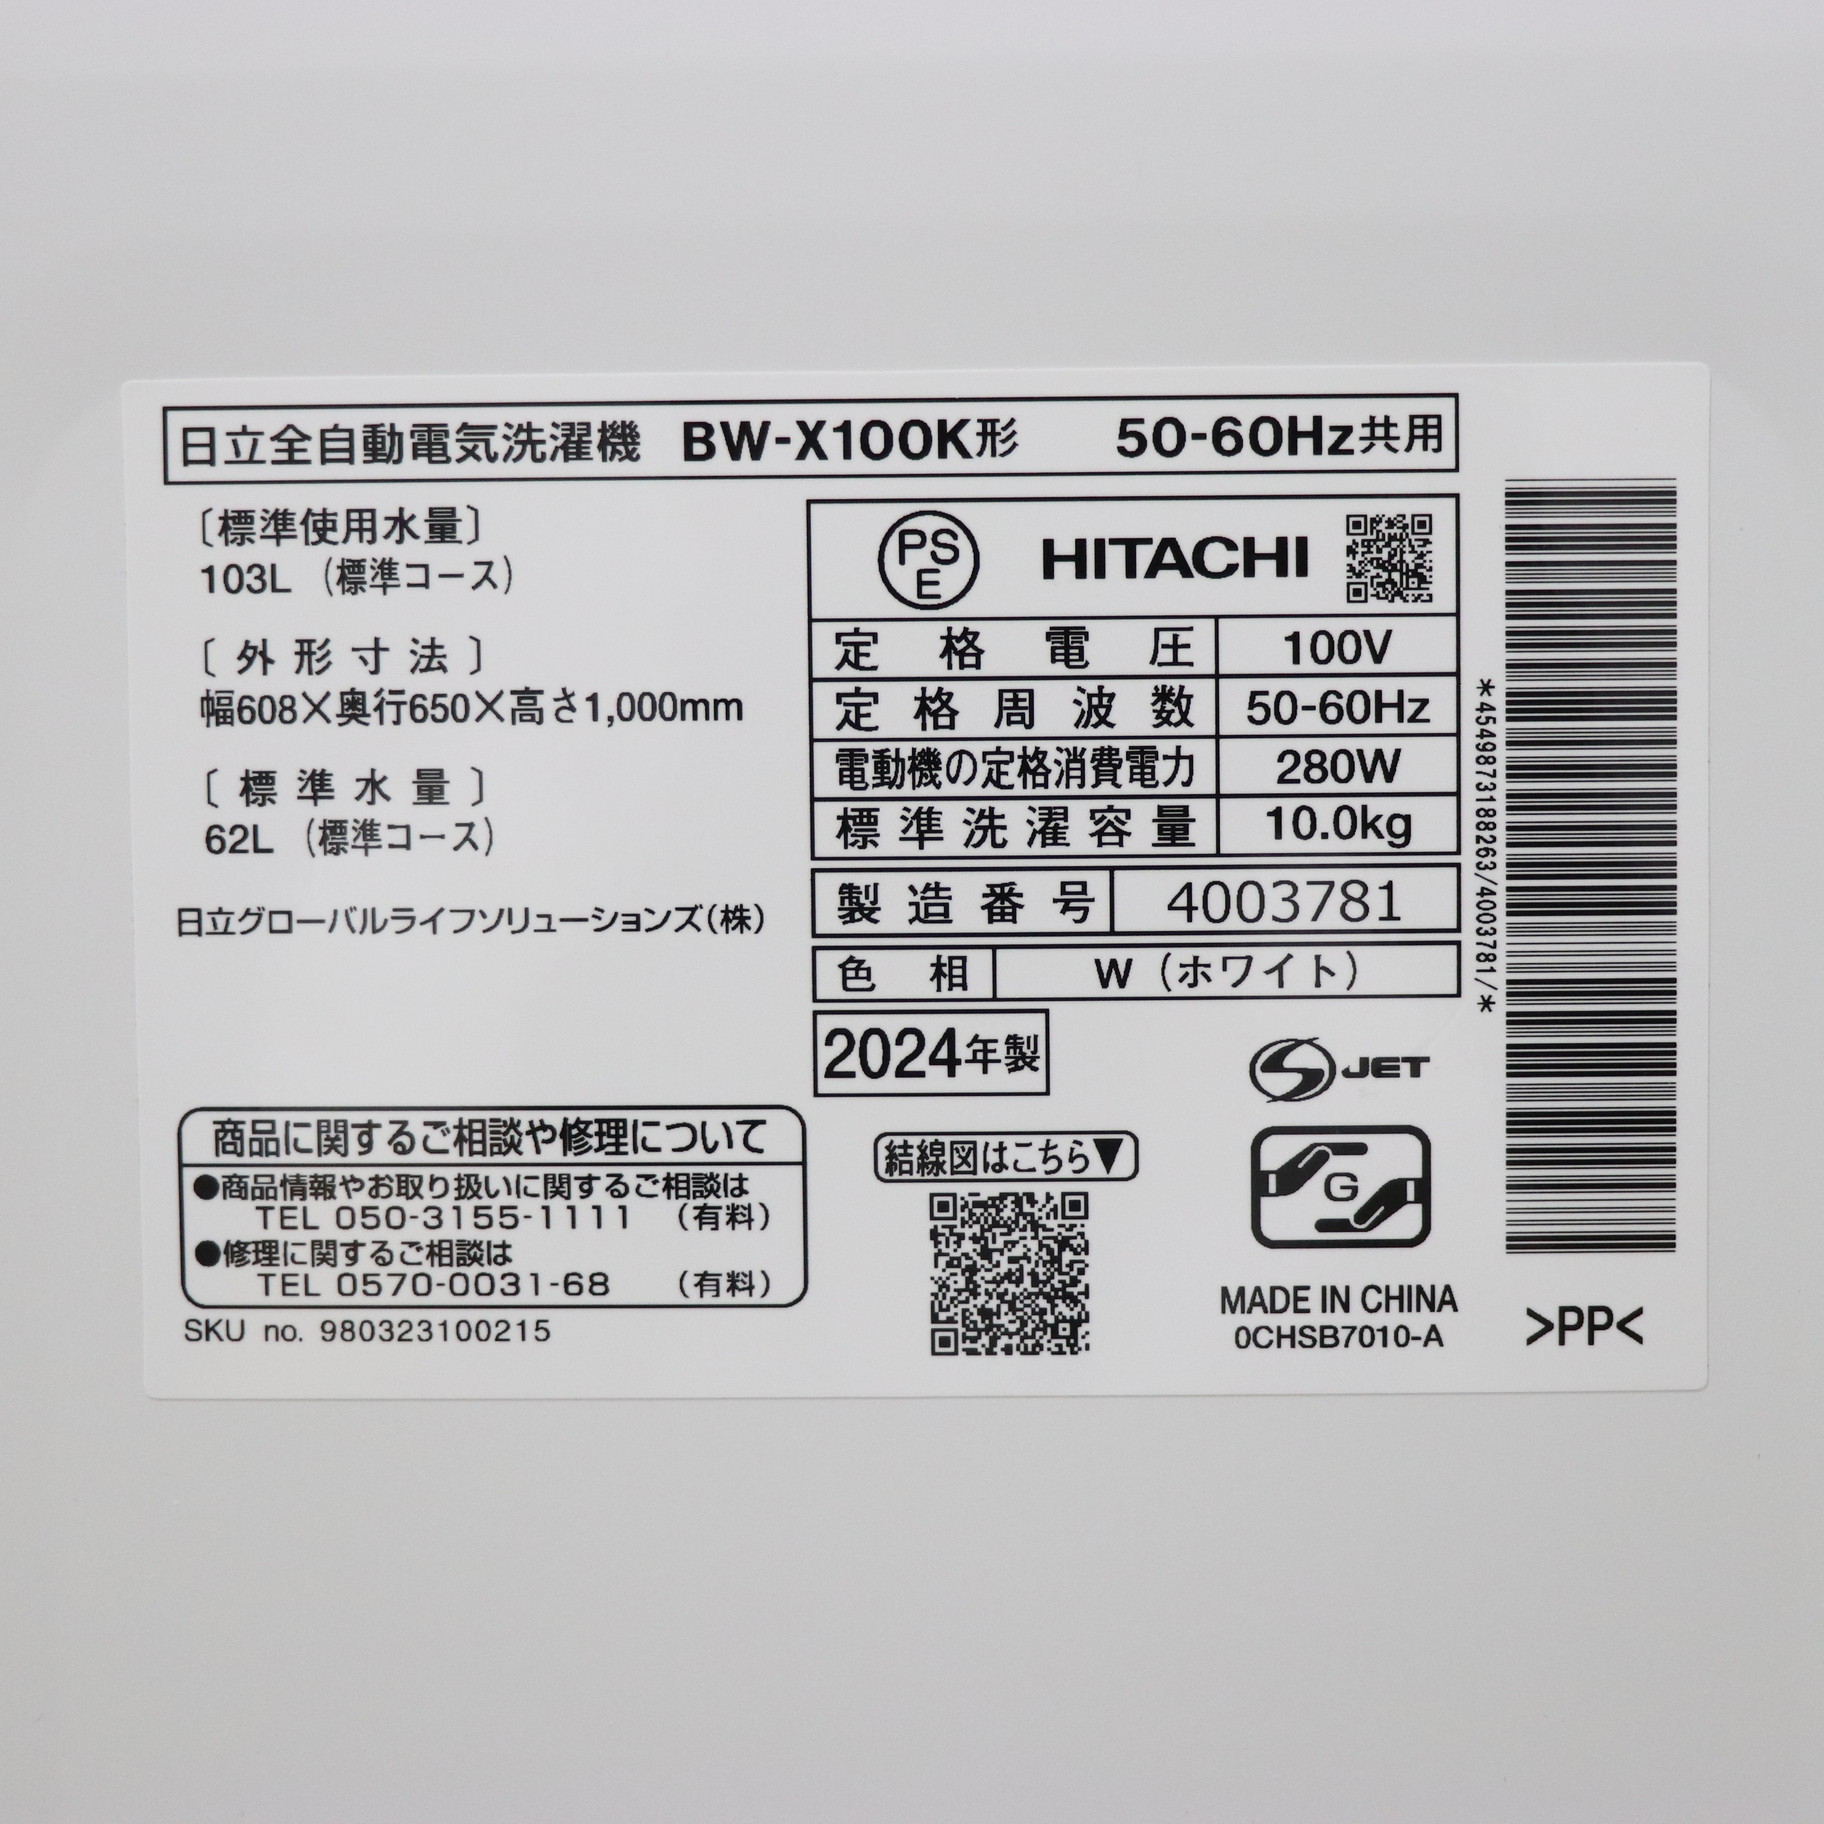 日立全自動電気洗濯機 BW-X100K形 50-60Hz共用
〔標準使用水量〕
103L (標準コース)
〔外形寸法〕
幅608×奥行650×高さ1,000mm
〔標準水量〕
62L (標準コース)
日立グローバルライフソリューションズ(株)
PSE HITACHI
定格電圧 100V
定格周波数 50-60Hz
電動機の定格消費電力 280W
標準洗濯容量 10.0kg
製造番号 4003781
色相 W (ホワイト)
2024年製
S JET
G
結線図はこちら▼
MADE IN CHINA
0CHSB7010-A
>PP<
*4549873188263/4003781/*
商品に関するご相談や修理について
●商品情報やお取り扱いに関するご相談は
TEL 050-3155-1111 (有料)
●修理に関するご相談は
TEL 0570-0031-68 (有料)
SKU no. 980323100215